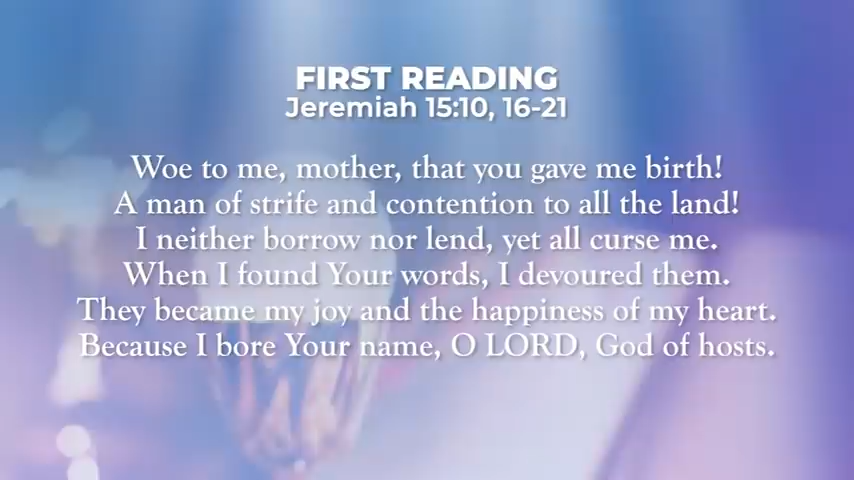 FIRST READING
Jeremiah 15:10, 16-21
Woe to me, mother, that you gave me birth!
A man of strife and contention to all the land!
I neither borrow nor lend, yet all curse me.
When I found Your words, I devoured them.
They became my joy and the happiness of my heart.
Because I bore Your name, O LORD, God of hosts.